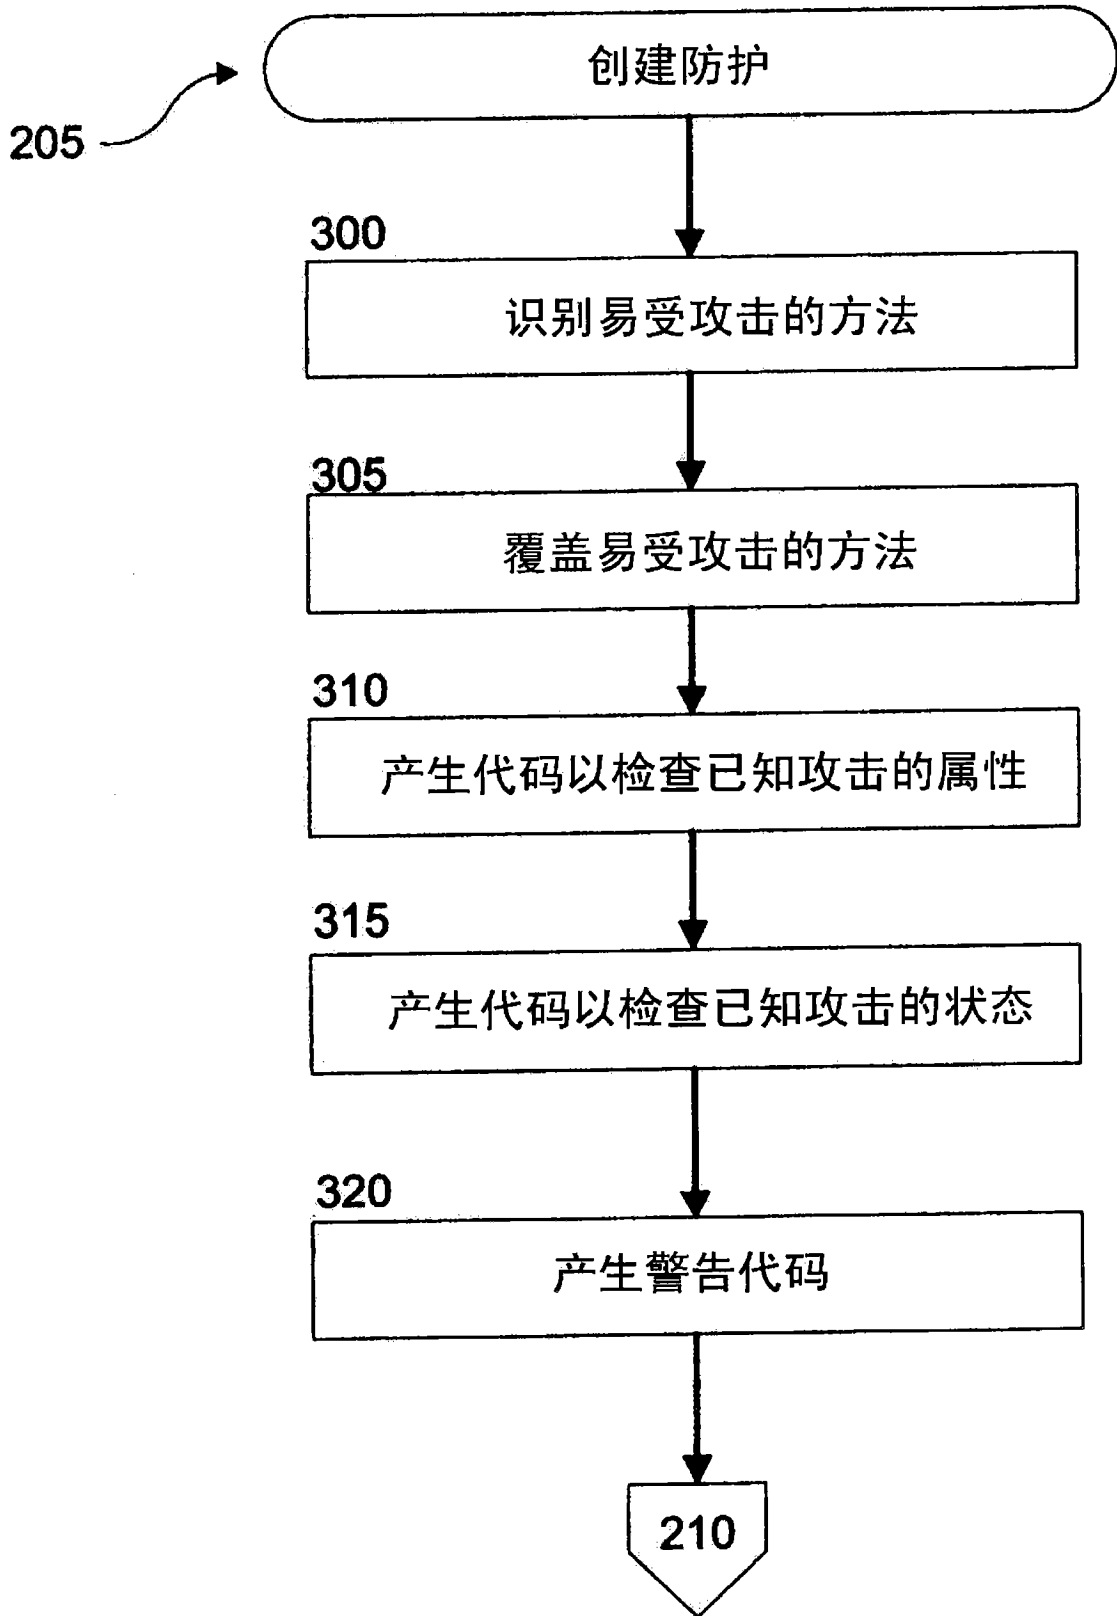 创建防护
205
300
识别易受攻击的方法
305
覆盖易受攻击的方法
310
产生代码以检查已知攻击的属性
315
产生代码以检查已知攻击的状态
320
产生警告代码
210